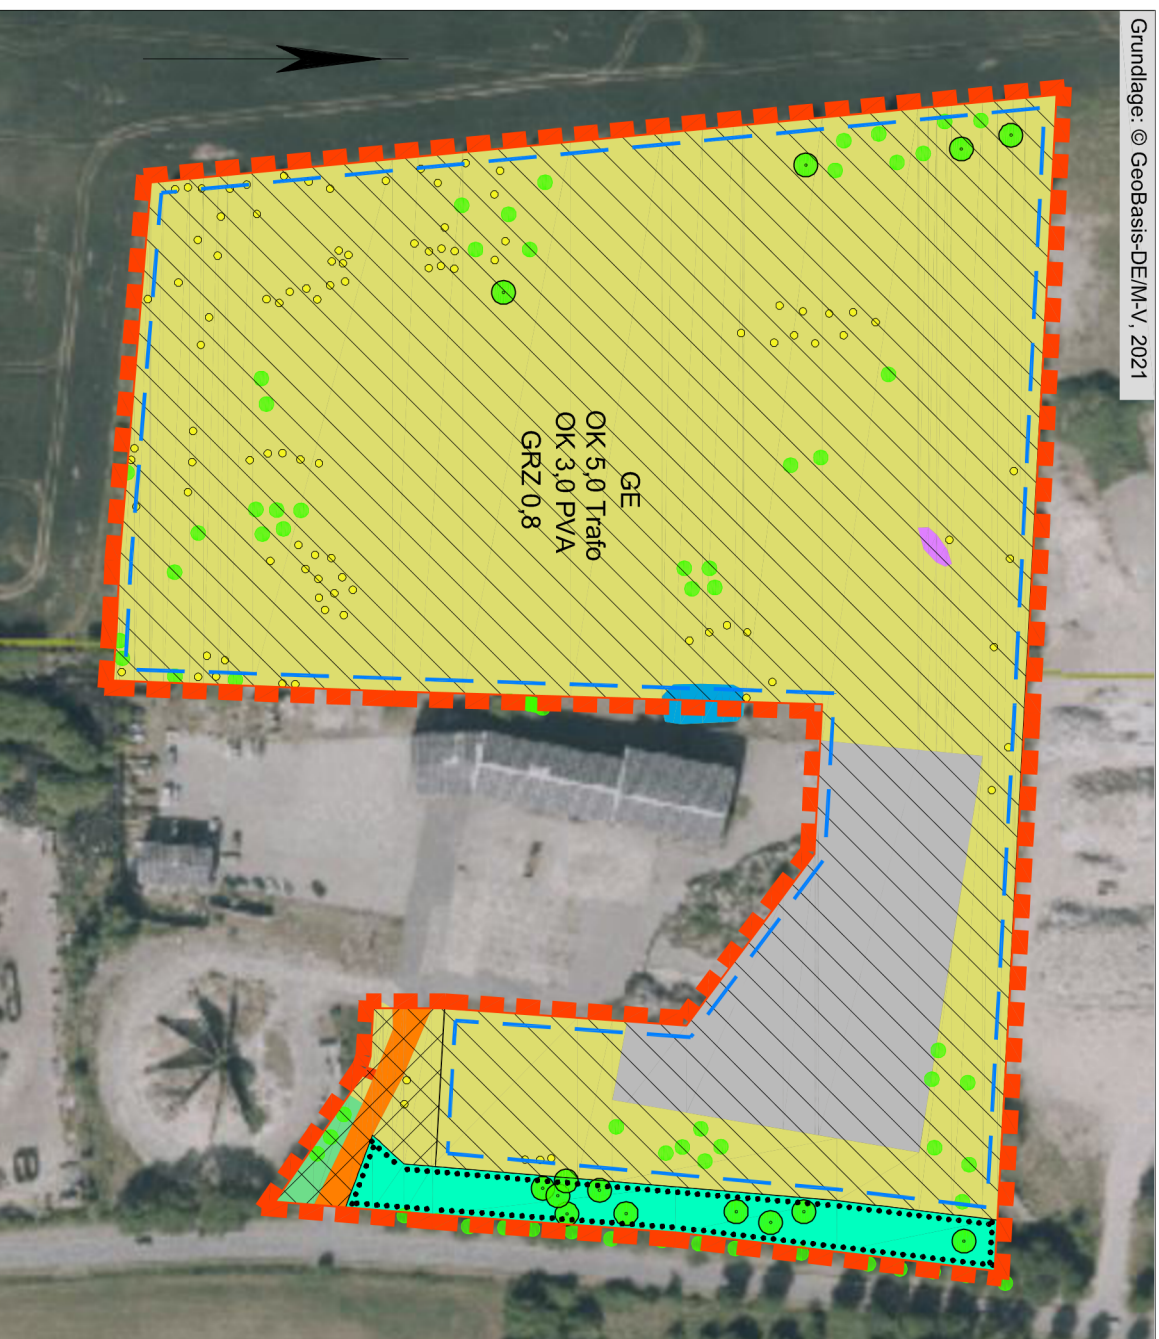 Grundlage: © GeoBasis-DE/M-V, 2021
GE
OK 5,0 Trafo
OK 3,0 PVA
GRZ 0,8